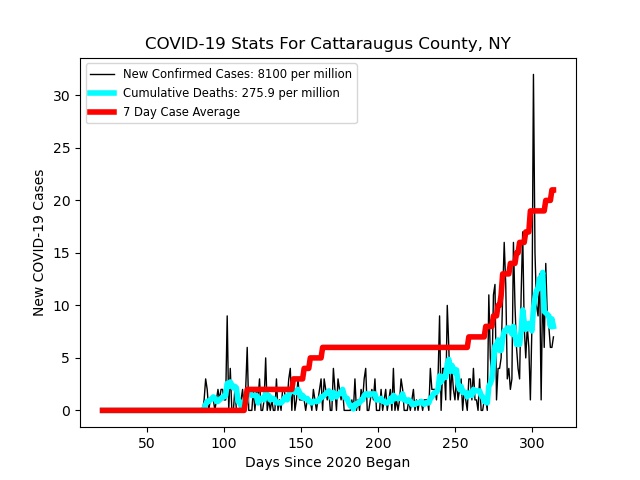 COVID-19 Stats For Cattaraugus County, NY
New Confirmed Cases: 8100 per million
Cumulative Deaths: 275.9 per million
7 Day Case Average
New COVID-19 Cases
30
25
20
15
10
5
0
50 100 150 200 250 300
Days Since 2020 Began